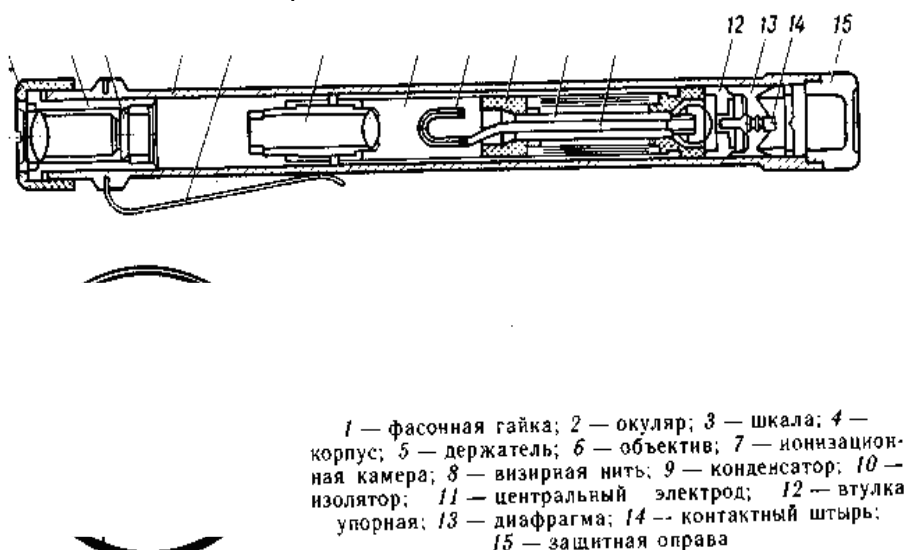 12 13 14 15
1 — фасочная гайка; 2 — окуляр; 3 — шкала; 4 —
корпус; 5 — держатель; 6 — объектив; 7 — ионизацион-
ная камера; 8 — визирная нить; 9 — конденсатор; 10 —
изолятор; 11 — центральный электрод; 12 — втулка
упорная; 13 — диафрагма; 14 -- контактный штырь;
15 — защитная оправа